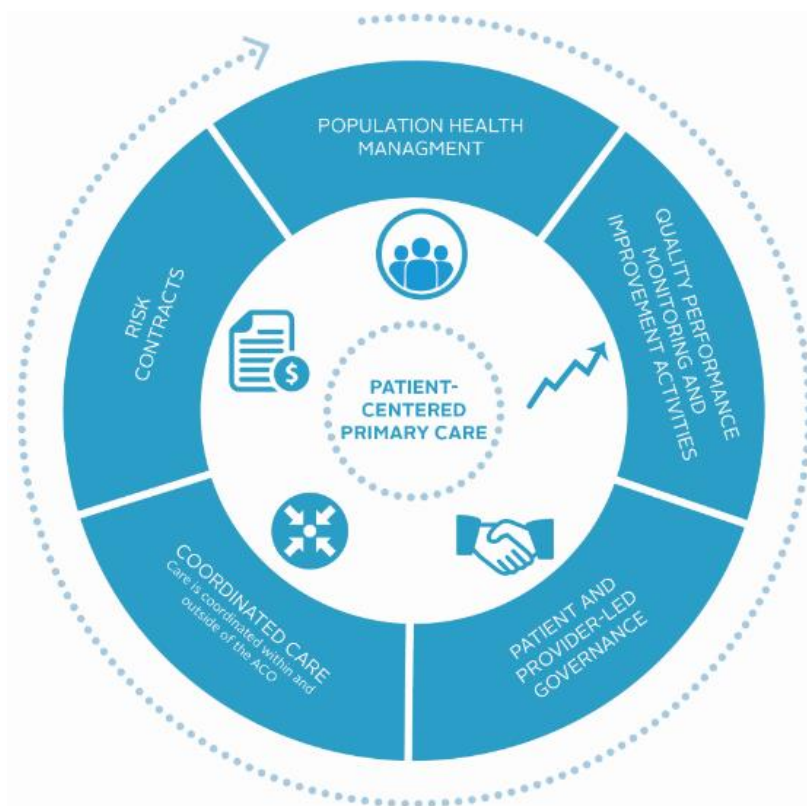 POPULATION HEALTH
MANAGMENT
QUALITY PERFORMANCE
MONITORING AND
IMPROVEMENT ACTIVITIES
PATIENT AND
PROVIDER-LED
GOVERNANCE
COORDINATED CARE
Care is coordinated within and
outside of the ACO
RISK
CONTRACTS
$
PATIENT-
CENTERED
PRIMARY CARE